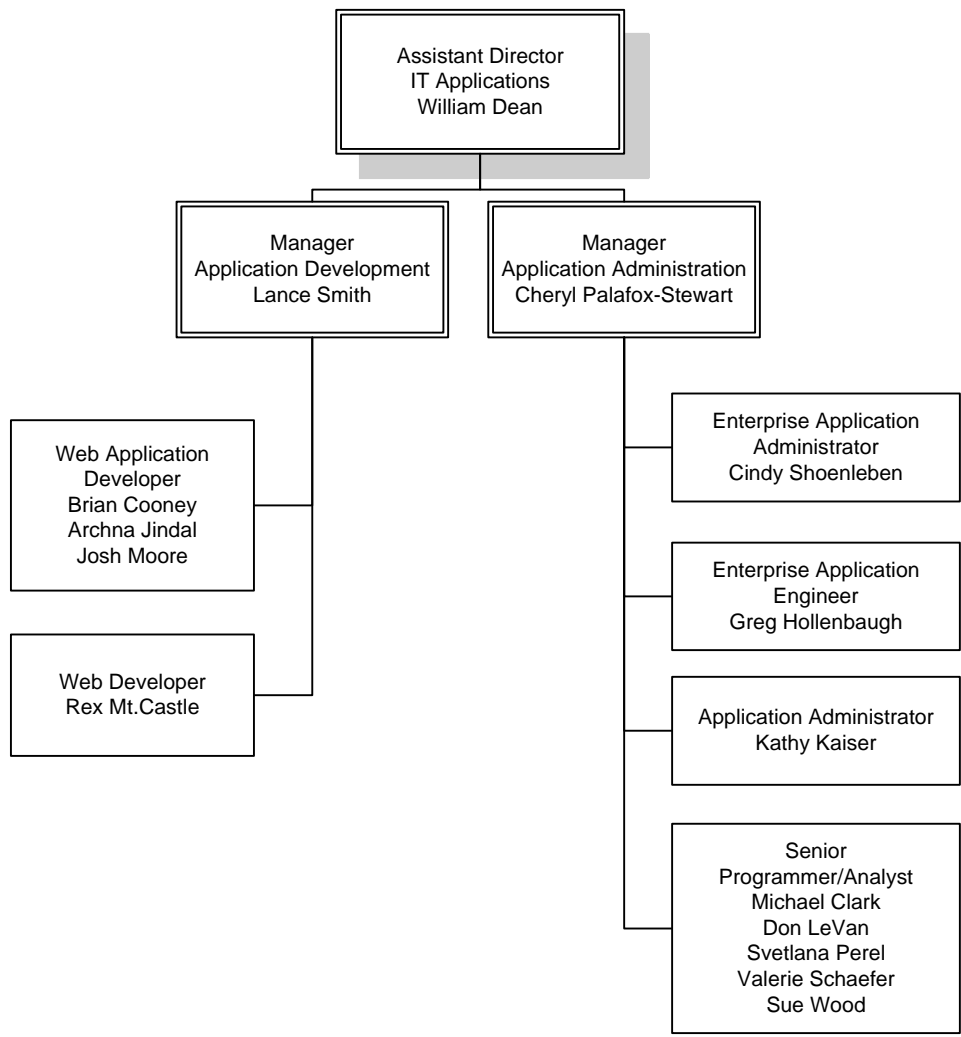 Assistant Director
IT Applications
William Dean
Manager
Application Development
Lance Smith
Manager
Application Administration
Cheryl Palafox-Stewart
Web Application
Developer
Brian Cooney
Archna Jindal
Josh Moore
Web Developer
Rex Mt.Castle
Enterprise Application
Administrator
Cindy Shoenleben
Enterprise Application
Engineer
Greg Hollenbaugh
Application Administrator
Kathy Kaiser
Senior
Programmer/Analyst
Michael Clark
Don LeVan
Svetlana Perel
Valerie Schaefer
Sue Wood